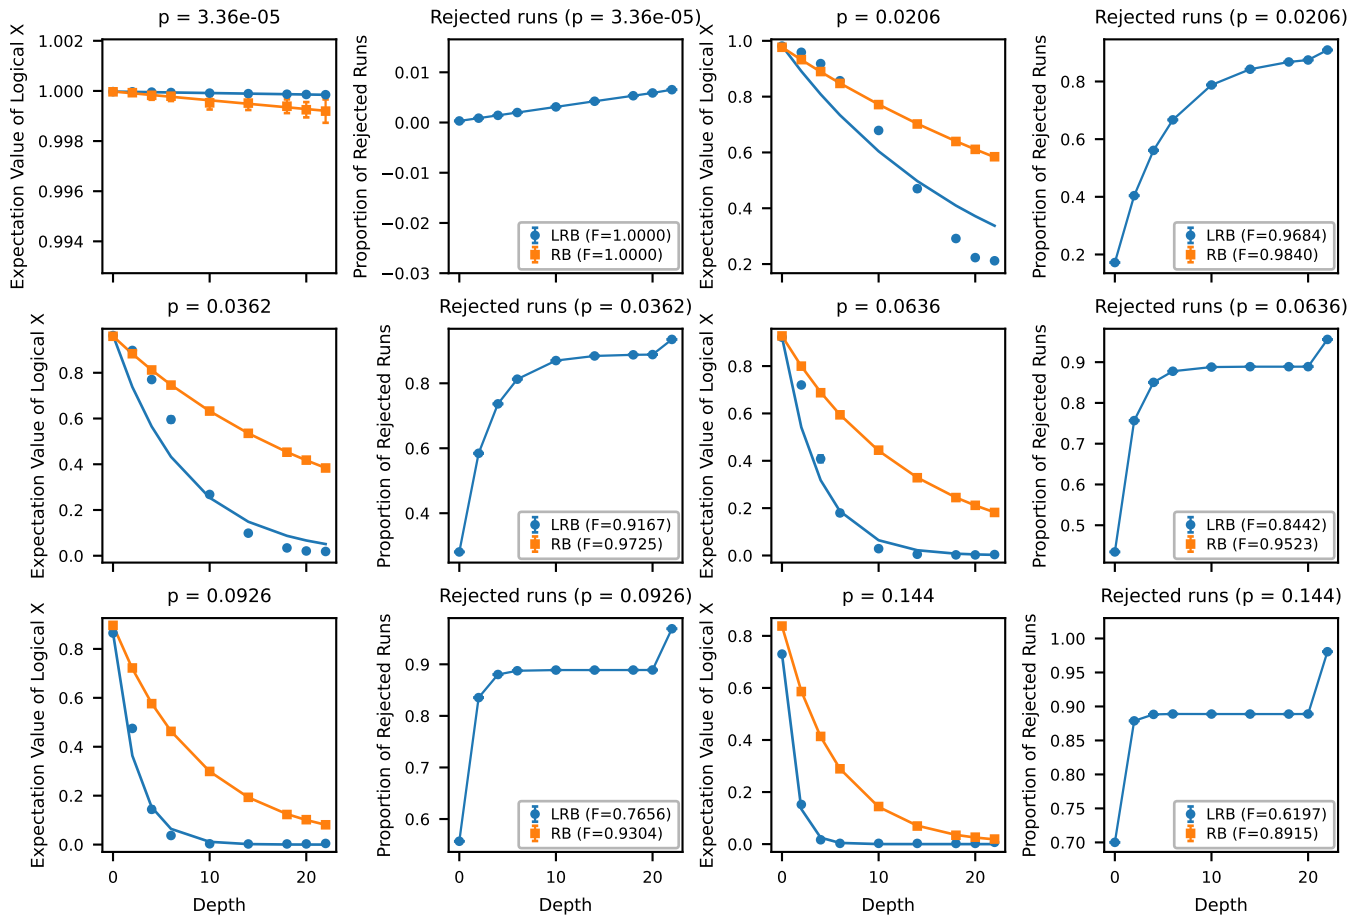 p = 3.36e-05
Expectation Value of Logical X
1.002
1.000
0.998
0.996
0.994
Rejected runs (p = 3.36e-05)
Proportion of Rejected Runs
0.01
0.00
−0.01
−0.02
−0.03
LRB (F=1.0000)
RB (F=1.0000)
p = 0.0206
Expectation Value of Logical X
1.0
0.8
0.6
0.4
0.2
Rejected runs (p = 0.0206)
Proportion of Rejected Runs
0.8
0.6
0.4
0.2
LRB (F=0.9684)
RB (F=0.9840)
p = 0.0362
Expectation Value of Logical X
0.8
0.6
0.4
0.2
0.0
Rejected runs (p = 0.0362)
Proportion of Rejected Runs
0.8
0.6
0.4
LRB (F=0.9167)
RB (F=0.9725)
p = 0.0636
Expectation Value of Logical X
0.8
0.6
0.4
0.2
0.0
Rejected runs (p = 0.0636)
Proportion of Rejected Runs
0.9
0.8
0.7
0.6
0.5
LRB (F=0.8442)
RB (F=0.9523)
p = 0.0926
Expectation Value of Logical X
0.8
0.6
0.4
0.2
0.0
0 10 20
Depth
Rejected runs (p = 0.0926)
Proportion of Rejected Runs
0.9
0.8
0.7
0.6
LRB (F=0.7656)
RB (F=0.9304)
0 10 20
Depth
p = 0.144
Expectation Value of Logical X
0.8
0.6
0.4
0.2
0.0
0 10 20
Depth
Rejected runs (p = 0.144)
Proportion of Rejected Runs
1.00
0.95
0.90
0.85
0.80
0.75
0.70
LRB (F=0.6197)
RB (F=0.8915)
0 10 20
Depth